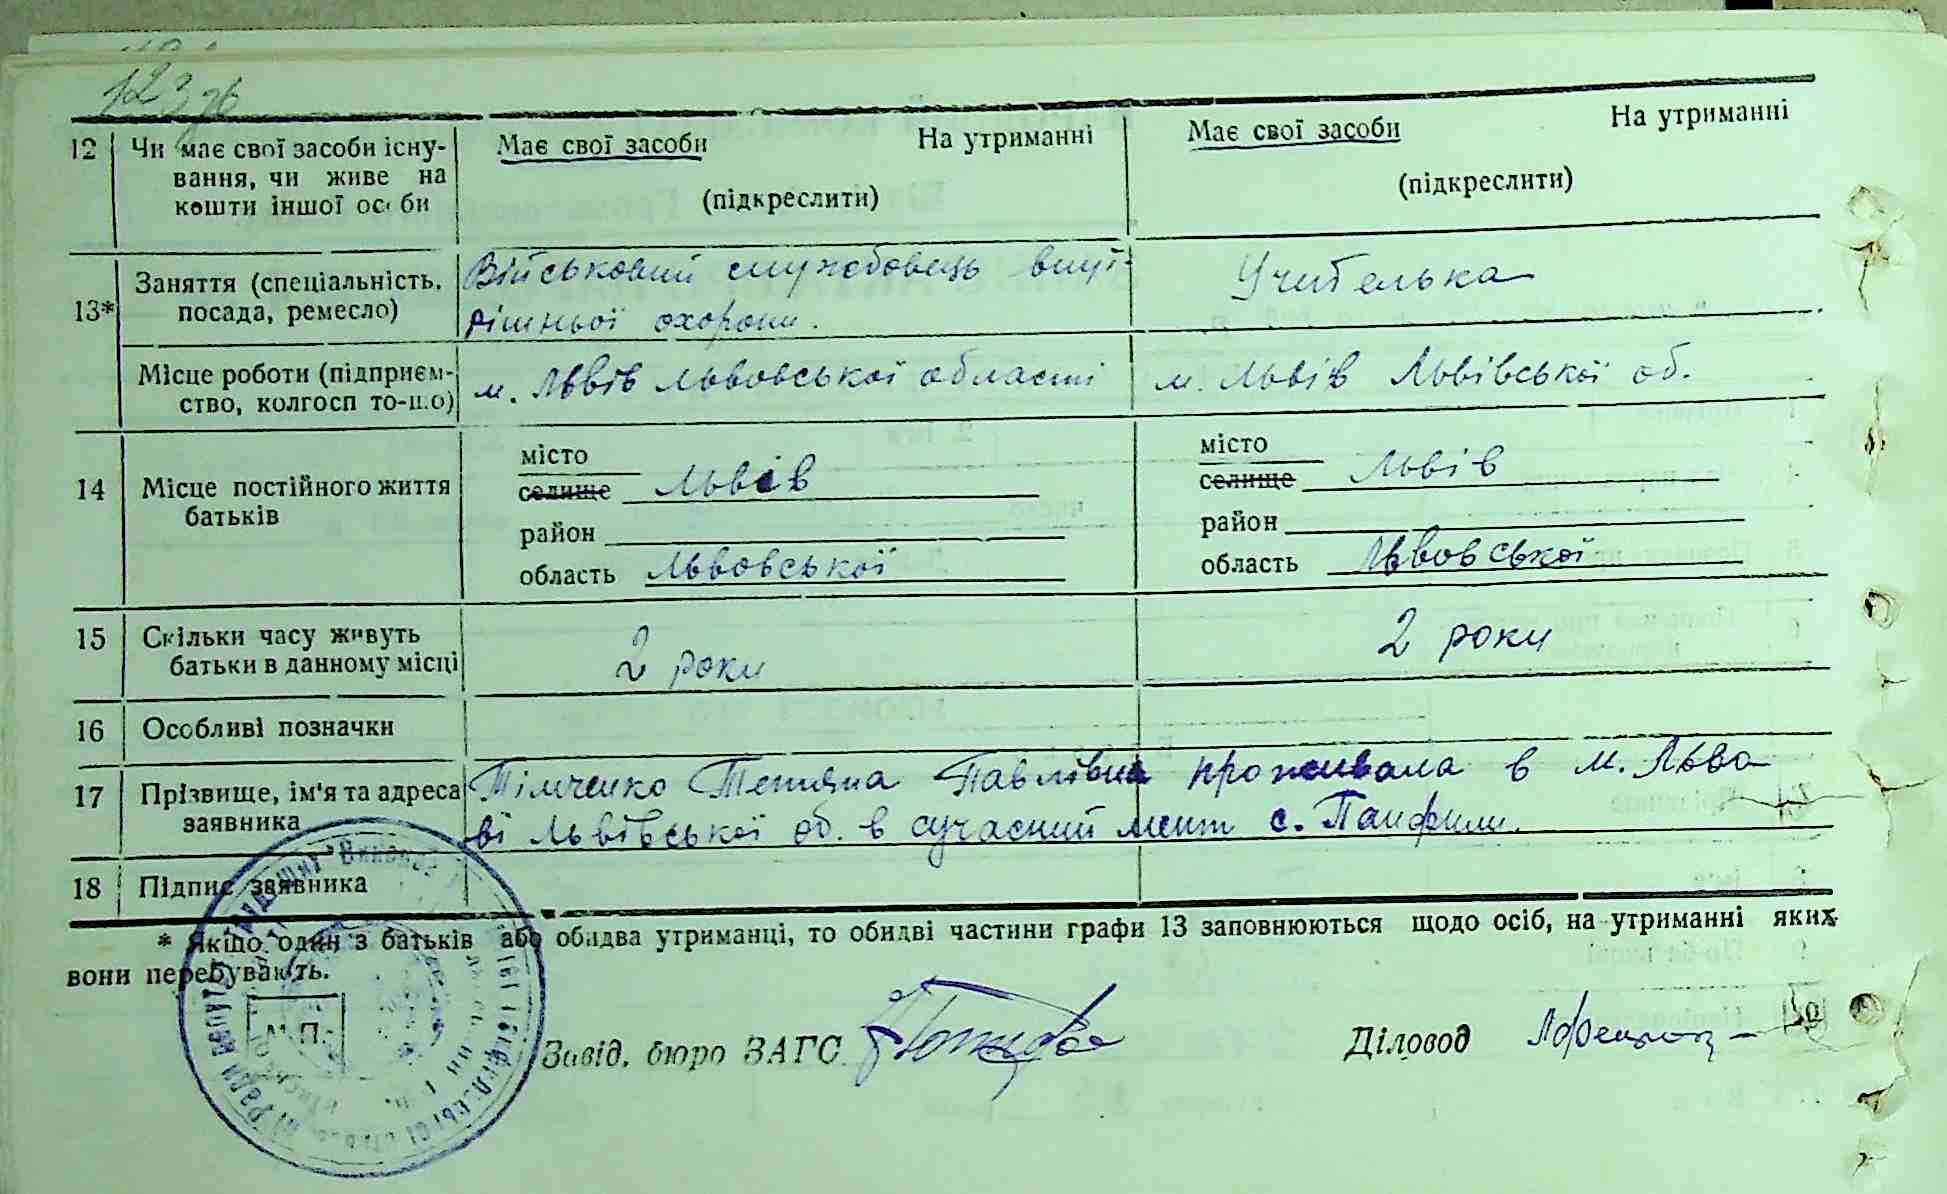 123
12 Чи має свої засоби існу-
вання, чи живе на
кошти іншої особи
Має свої засоби На утриманні
(підкреслити)
Має свої засоби На утриманні
(підкреслити)
13* Заняття (спеціальність,
посада, ремесло)
Військовий службовець внут-
рішньої охорони.
Учителька
Місце роботи (підприєм-
ство, колгосп то-що)
м. Львів Львовської області
м. Львів Львівської об.
14 Місце постійного життя
батьків
місто
селище Львів
район
область Львовської
місто
селище Львів
район
область Львовської
15 Скільки часу живуть
батьки в данному місці
2 роки
2 роки
16 Особливі позначки
17 Прізвище, ім'я та адреса
заявника
Тімченко Тетяна Павлівна проживала в м. Льво
ві Львівської об. в сучасний мент с. Панфили.
18 Підпис заявника
* Якщо один з батьків або обидва утриманці, то обидві частини графи 13 заповнюються щодо осіб, на утриманні яких
вони перебувають.
М.П.
Завід. бюро ЗАГС
Діловод